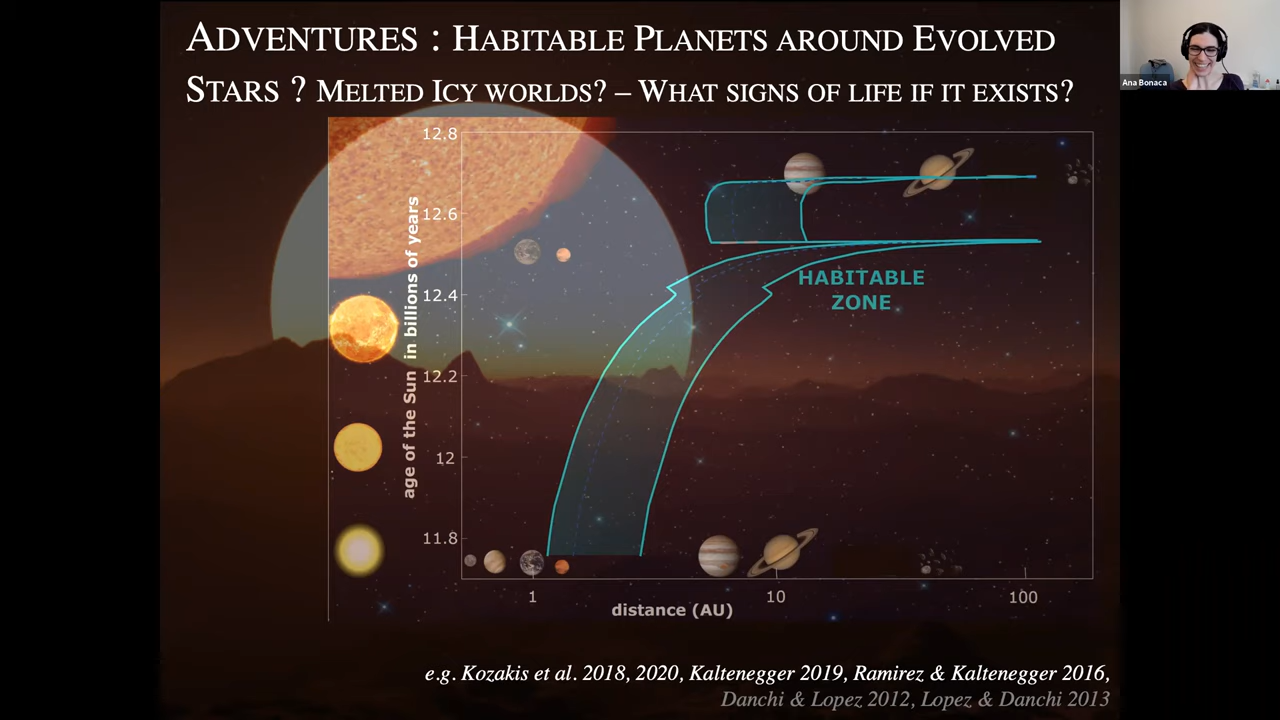 ADVENTURES : HABITABLE PLANETS AROUND EVOLVED
STARS ? MELTED ICY WORLDS? – WHAT SIGNS OF LIFE IF IT EXISTS?
Ana Bonaca
12.8
12.6
12.4
12.2
12
11.8
age of the Sun in billions of years
HABITABLE
ZONE
1
10
100
distance (AU)
e.g. Kozakis et al. 2018, 2020, Kaltenegger 2019, Ramirez & Kaltenegger 2016,
Danchi & Lopez 2012, Lopez & Danchi 2013